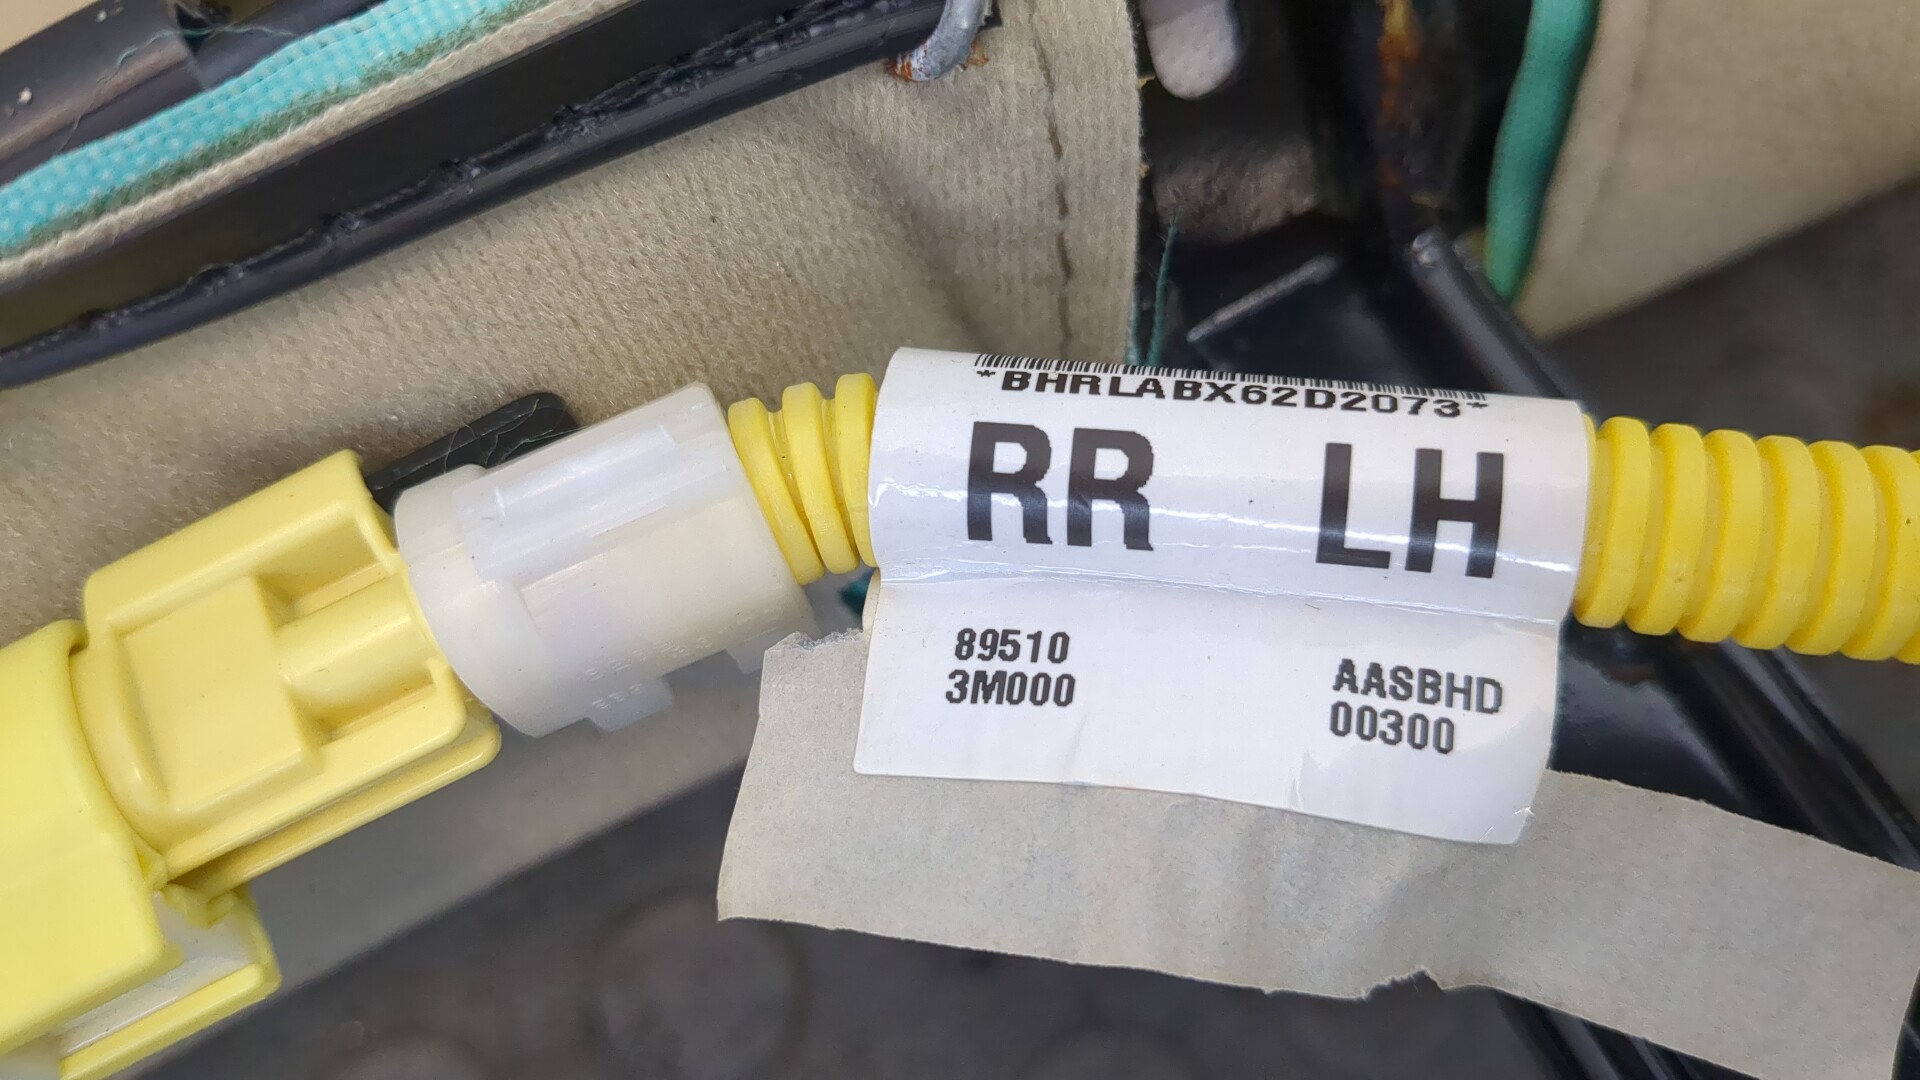 *BHRLABX62D2073*
RR LH
89510
3M000
AASBHD
00300